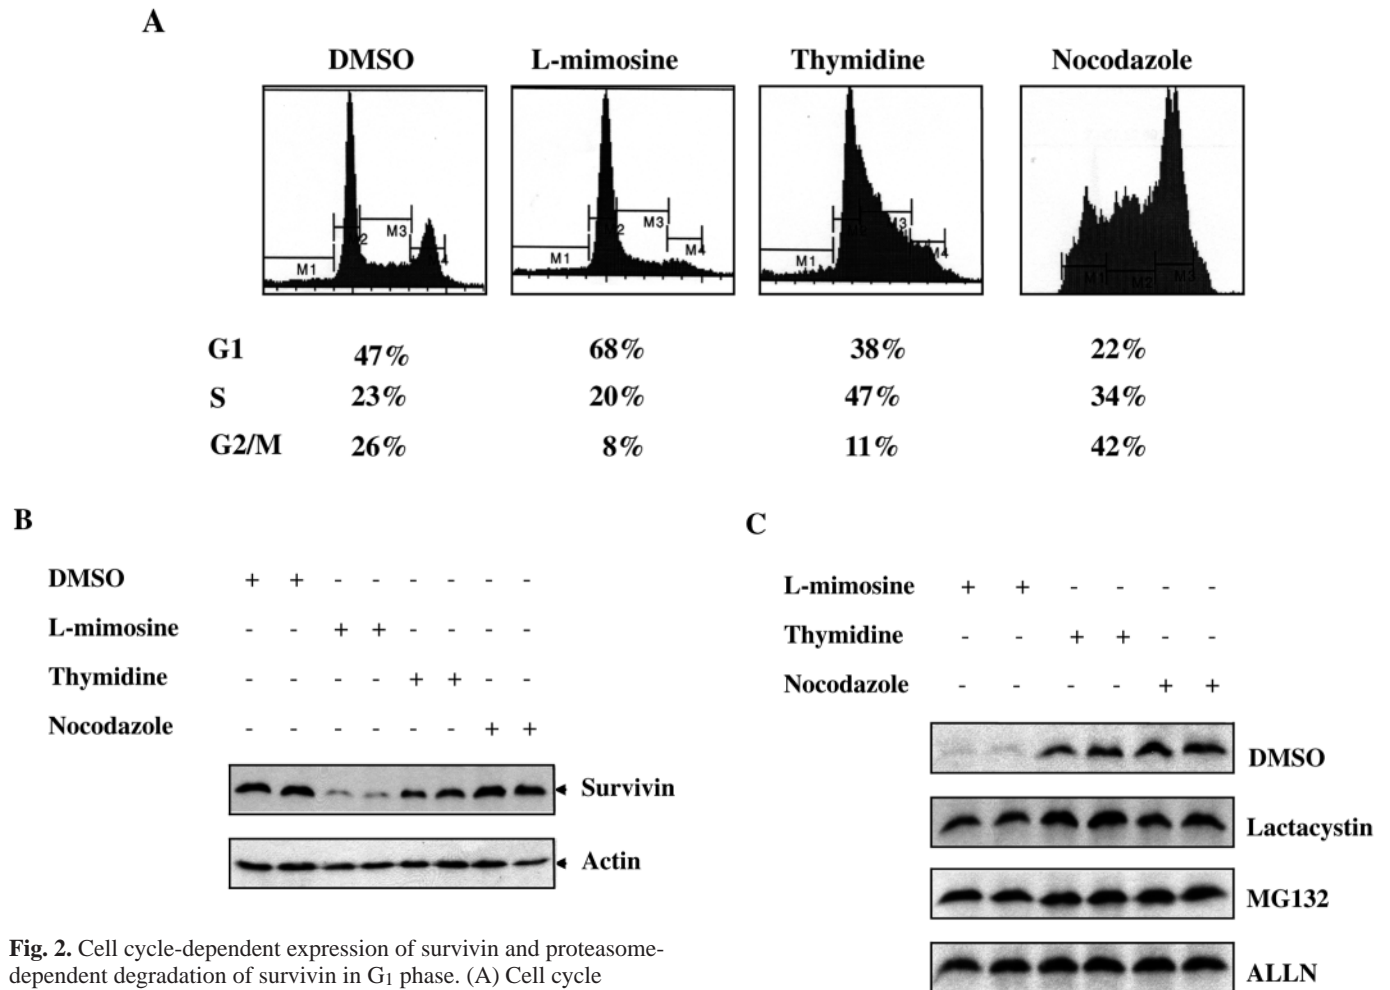 A
DMSO L-mimosine Thymidine Nocodazole
M1 M3 M1 M2 M3 M4 M1 M3 M4 M1 M2 M3
G1 47% 68% 38% 22%
S 23% 20% 47% 34%
G2/M 26% 8% 11% 42%
B
DMSO + + - - - - - -
L-mimosine - - + + - - - -
Thymidine - - - - + + - -
Nocodazole - - - - - - + +
Survivin
Actin
C
L-mimosine + + - - - -
Thymidine - - + + - -
Nocodazole - - - - + +
DMSO
Lactacystin
MG132
ALLN
Fig. 2. Cell cycle-dependent expression of survivin and proteasome-
dependent degradation of survivin in G1 phase. (A) Cell cycle